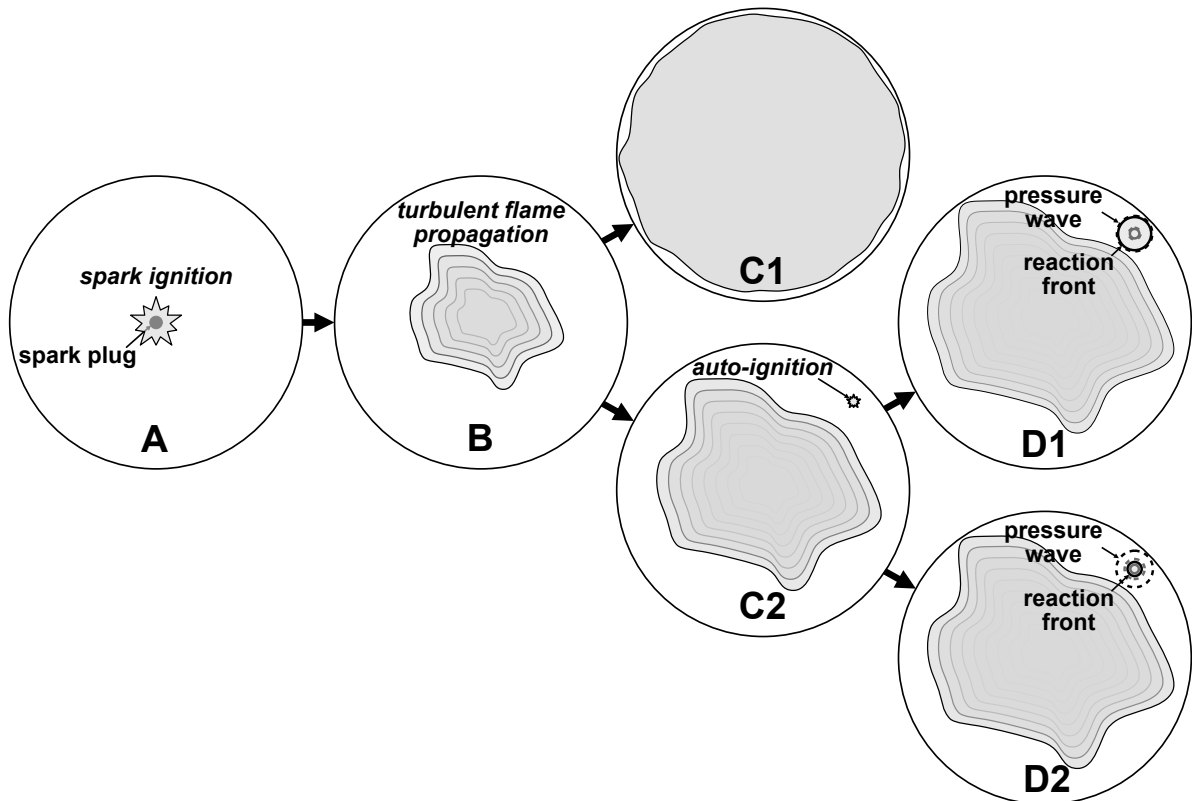 spark ignition
spark plug
A
turbulent flame
propagation
B
C1
auto-ignition
C2
pressure
wave
reaction
front
D1
pressure
wave
reaction
front
D2